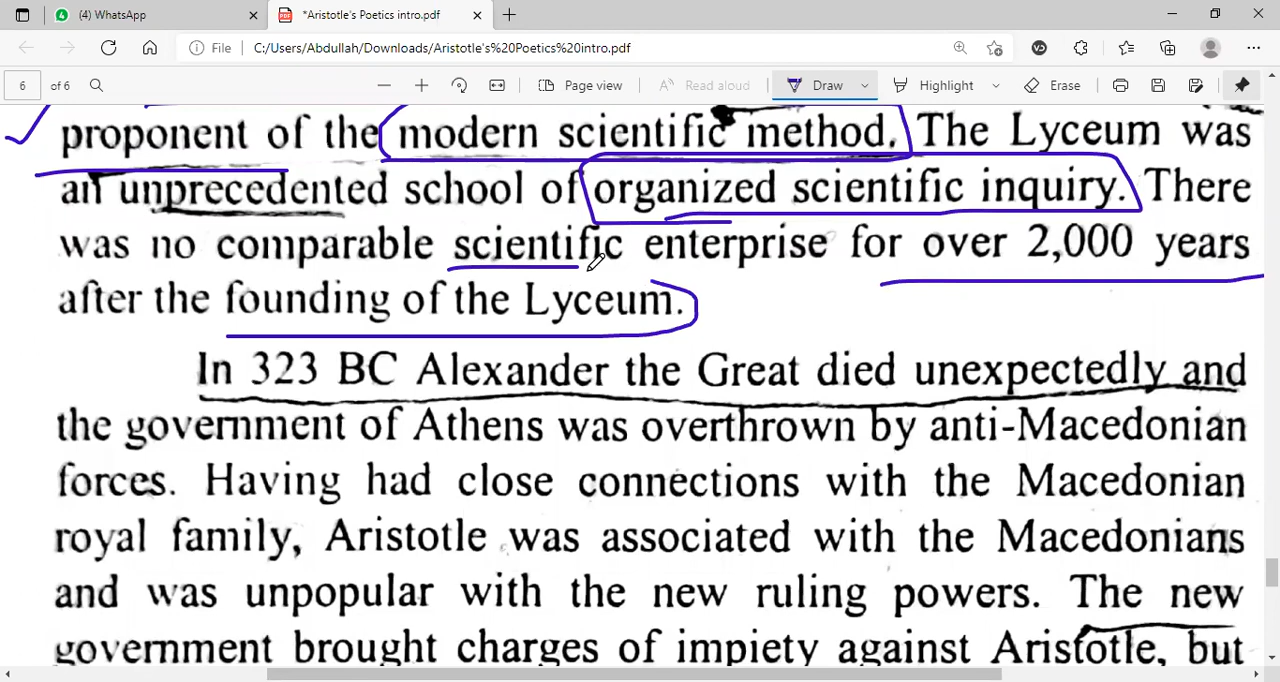 (4) WhatsApp
*Aristotle's Poetics intro.pdf
File
C:/Users/Abdullah/Downloads/Aristotle's%20Poetics%20intro.pdf
6 of 6
Page view
Read aloud
Draw
Highlight
Erase
proponent of the modern scientific method. The Lyceum was
an unprecedented school of organized scientific inquiry. There
was no comparable scientific enterprise for over 2,000 years
after the founding of the Lyceum.
In 323 BC Alexander the Great died unexpectedly and
the government of Athens was overthrown by anti-Macedonian
forces. Having had close connections with the Macedonian
royal family, Aristotle was associated with the Macedonians
and was unpopular with the new ruling powers. The new
government brought charges of impiety against Aristotle, but